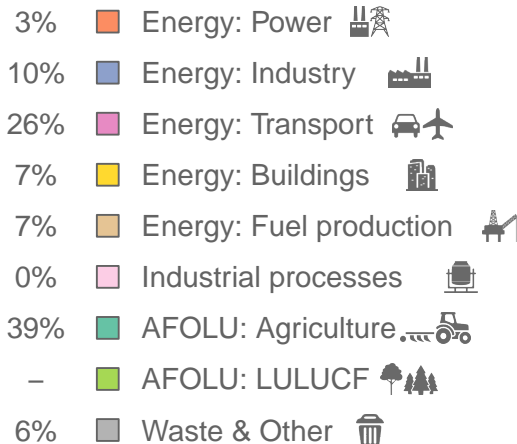 3% Energy: Power
10% Energy: Industry
26% Energy: Transport
7% Energy: Buildings
7% Energy: Fuel production
0% Industrial processes
39% AFOLU: Agriculture
– AFOLU: LULUCF
6% Waste & Other